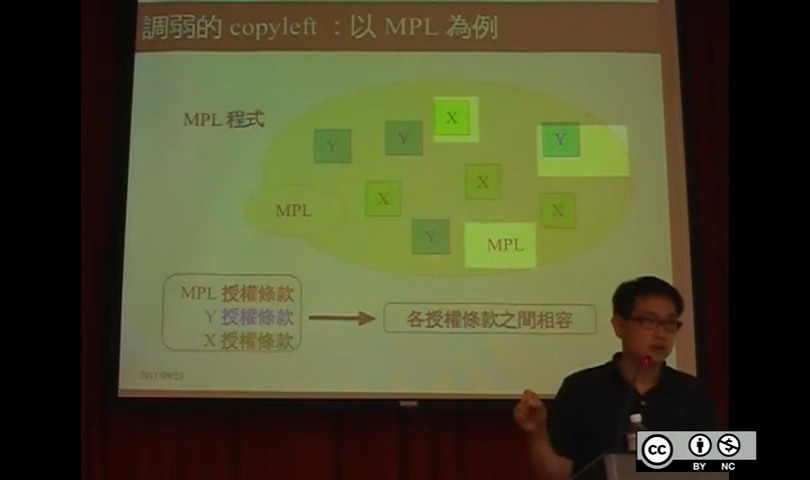 調弱的 copyleft：以 MPL 為例
MPL 程式
X
Y
Y
Y
X
X
X
MPL
Y
MPL
MPL 授權條款
Y 授權條款
X 授權條款
各授權條款之間相容
2011/09/23
cc
BY NC